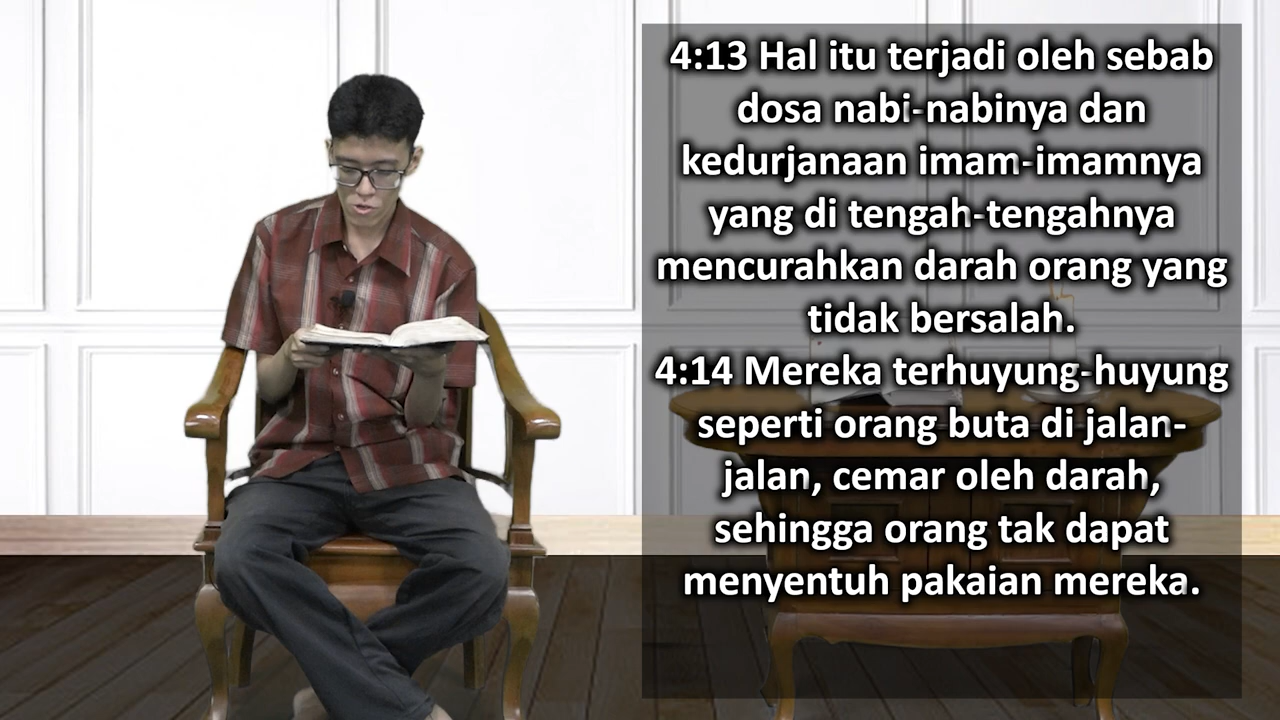 4:13 Hal itu terjadi oleh sebab
dosa nabi-nabinya dan
kedurjanaan imam-imamnya
yang di tengah-tengahnya
mencurahkan darah orang yang
tidak bersalah.
4:14 Mereka terhuyung-huyung
seperti orang buta di jalan-
jalan, cemar oleh darah,
sehingga orang tak dapat
menyentuh pakaian mereka.